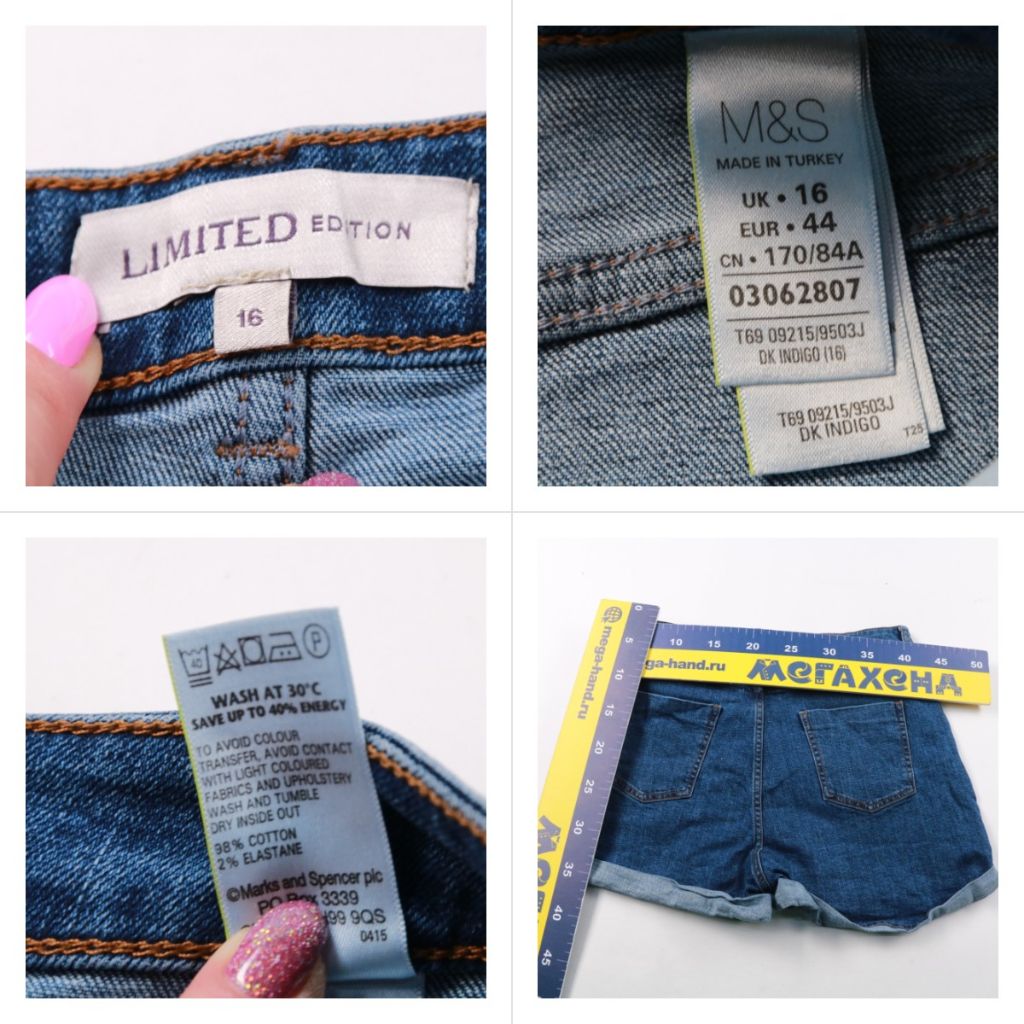 LIMITED EDITION
16
M&S
MADE IN TURKEY
UK • 16
EUR • 44
CN • 170/84A
03062807
T69 09215/9503J
DK INDIGO (16)
T69 09215/9503J
DK INDIGO
T25
40
P
WASH AT 30°C
SAVE UP TO 40% ENERGY
TO AVOID COLOUR
TRANSFER, AVOID CONTACT
WITH LIGHT COLOURED
FABRICS AND UPHOLSTERY
WASH AND TUMBLE
DRY INSIDE OUT
98% COTTON
2% ELASTANE
©Marks and Spencer plc
PO Box 3339
9QS
0415
0 5 10 15 20 25 30 35 40 45
mega-hand.ru
10 15 20 25 30 35 40 45 50
ga-hand.ru
МЕГАХЕНД